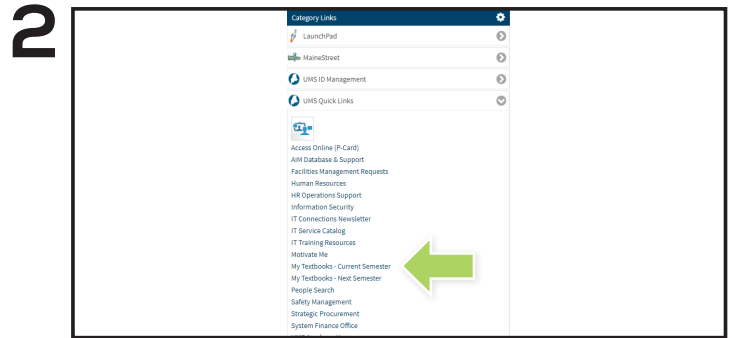 2
Category Links
LaunchPad
MaineStreet
UMS ID Management
UMS Quick Links
Access Online (P-Card)
AiM Database & Support
Facilities Management Requests
Human Resources
HR Operations Support
Information Security
IT Connections Newsletter
IT Service Catalog
IT Training Resources
Motivate Me
My Textbooks - Current Semester
My Textbooks - Next Semester
People Search
Safety Management
Strategic Procurement
System Finance Office